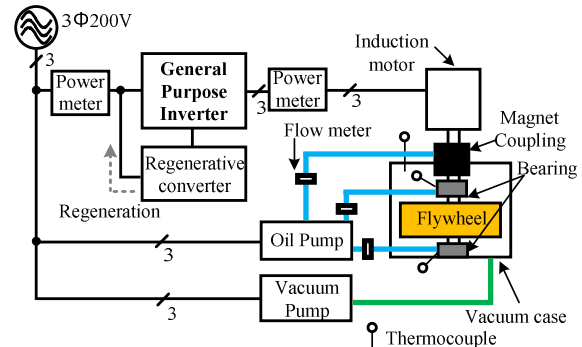 3Φ200V
3
Power
meter
General
Purpose
Inverter
3
Power
meter
3
Induction
motor
Magnet
Coupling
Flow meter
Regenerative
converter
Regeneration
Bearing
Flywheel
3
Oil Pump
3
Vacuum
Pump
Vacuum case
Thermocouple